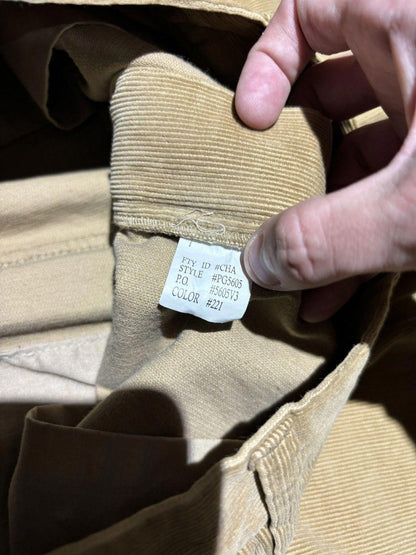 FTY. ID #CHA
STYLE #PG5605
P.O. #5605V3
COLOR #221